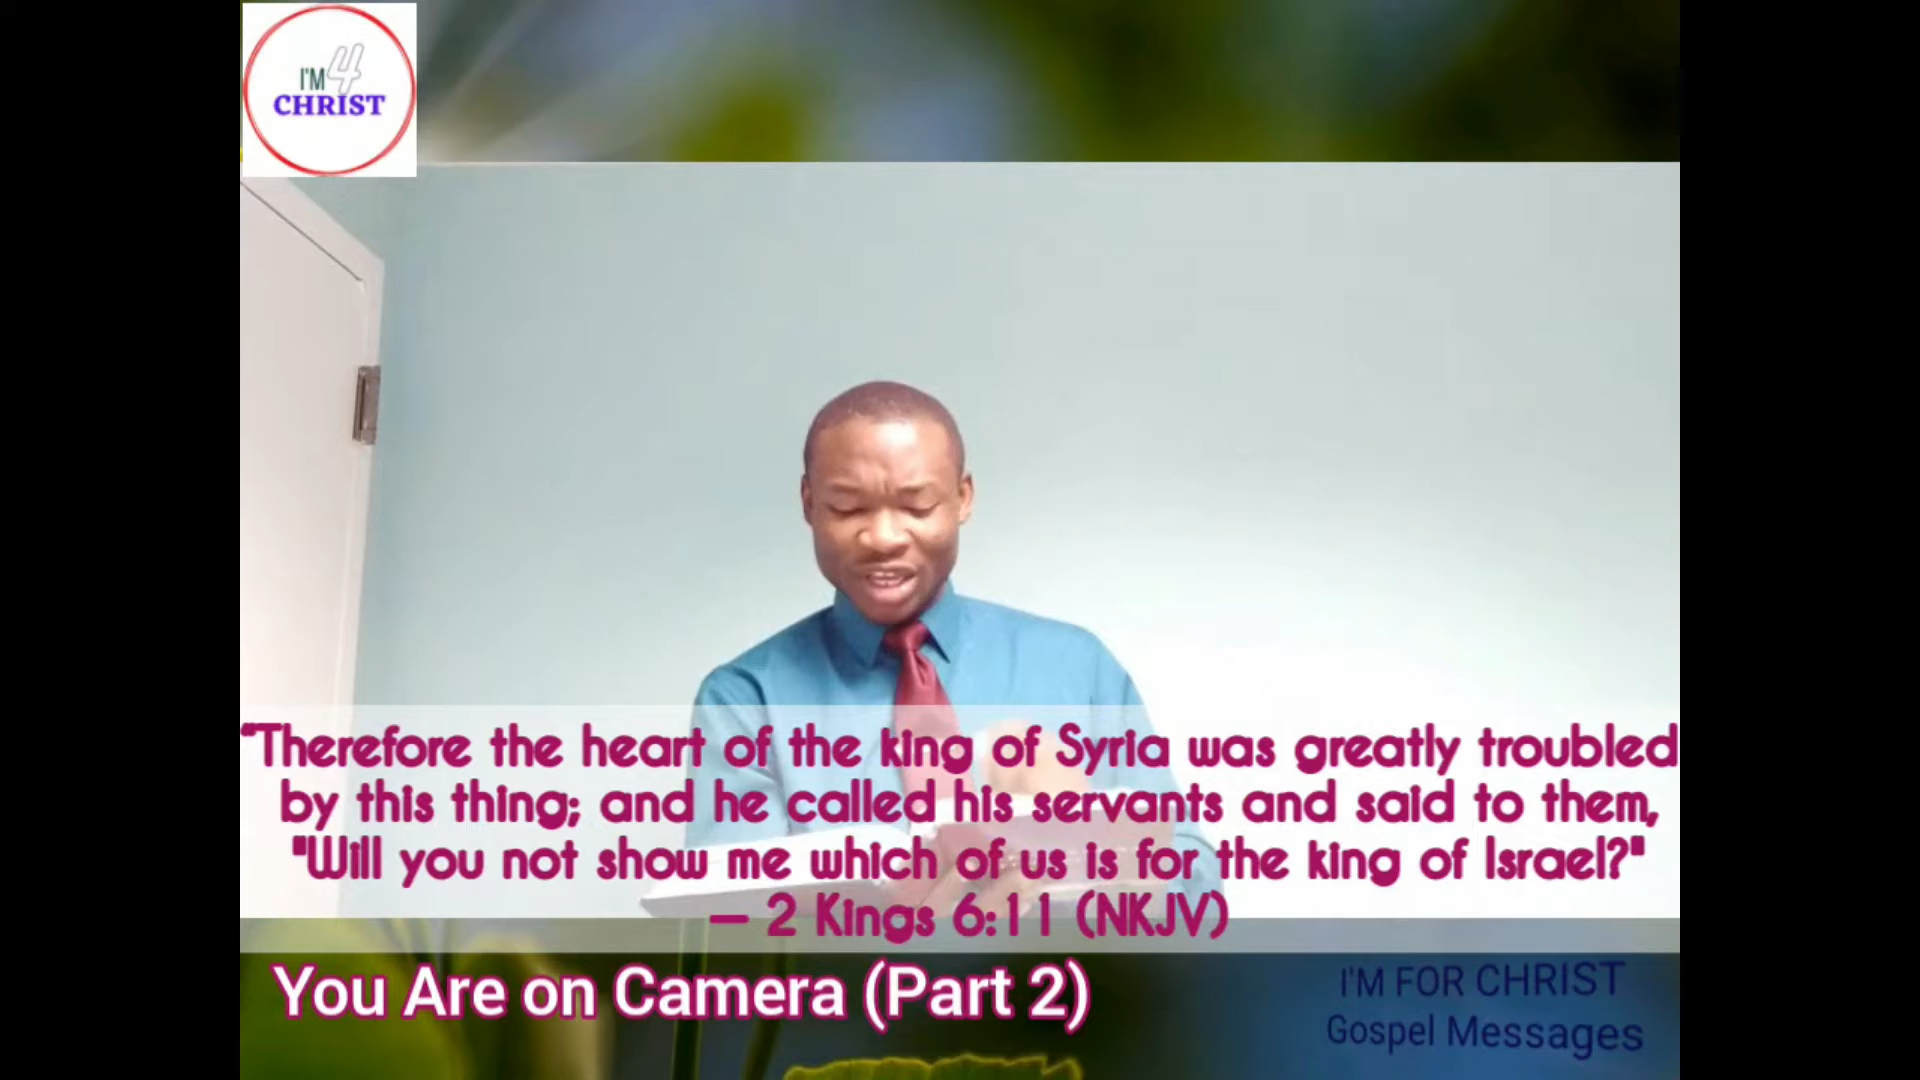 I'M 4
CHRIST
"Therefore the heart of the king of Syria was greatly troubled
by this thing; and he called his servants and said to them,
"Will you not show me which of us is for the king of Israel?"
— 2 Kings 6:11 (NKJV)
You Are on Camera (Part 2)
I'M FOR CHRIST
Gospel Messages